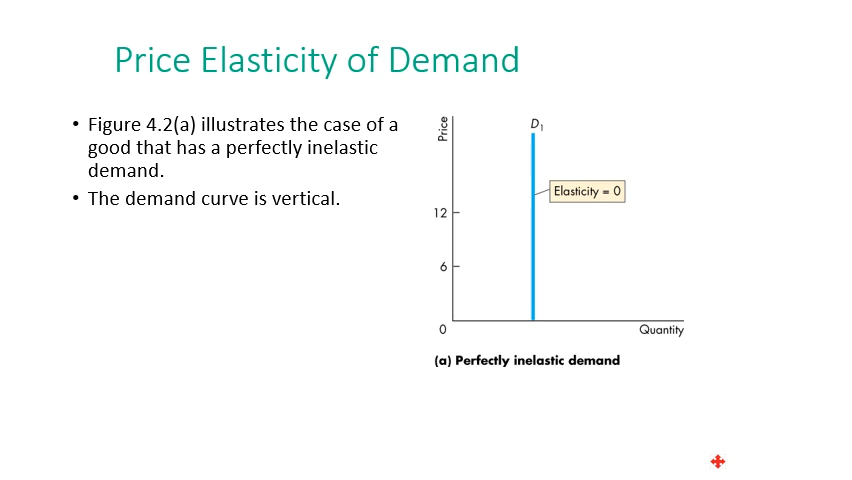 Price Elasticity of Demand
• Figure 4.2(a) illustrates the case of a
good that has a perfectly inelastic
demand.
• The demand curve is vertical.
Price
D1
Elasticity = 0
12
6
0
Quantity
(a) Perfectly inelastic demand